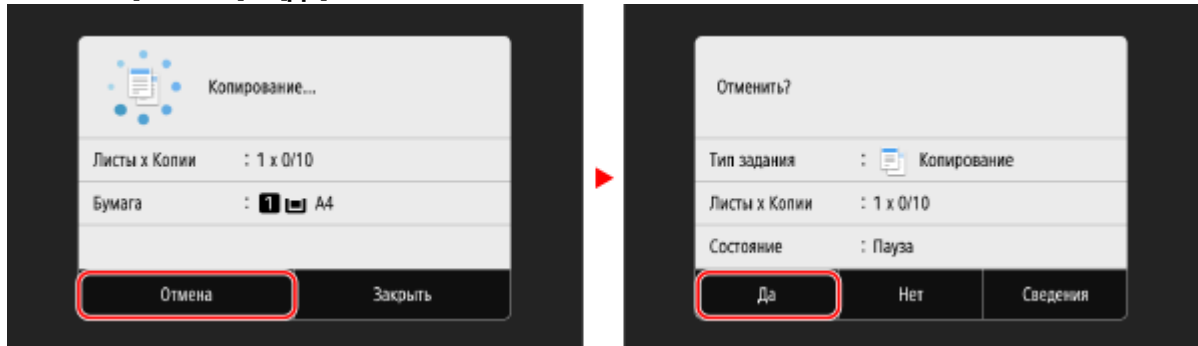 Копирование...
Листы x Копии : 1 x 0/10
Бумага : 1 A4
Отмена Закрыть
Отменить?
Тип задания : Копирование
Листы x Копии : 1 x 0/10
Состояние : Пауза
Да Нет Сведения